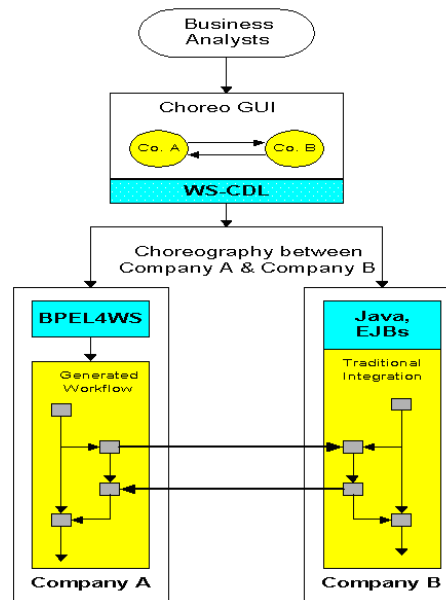 Business
Analysts
Choreo GUI
Co. A
Co. B
WS-CDL
Choreography between
Company A & Company B
BPEL4WS
Generated
Workflow
Company A
Java,
EJBs
Traditional
Integration
Company B